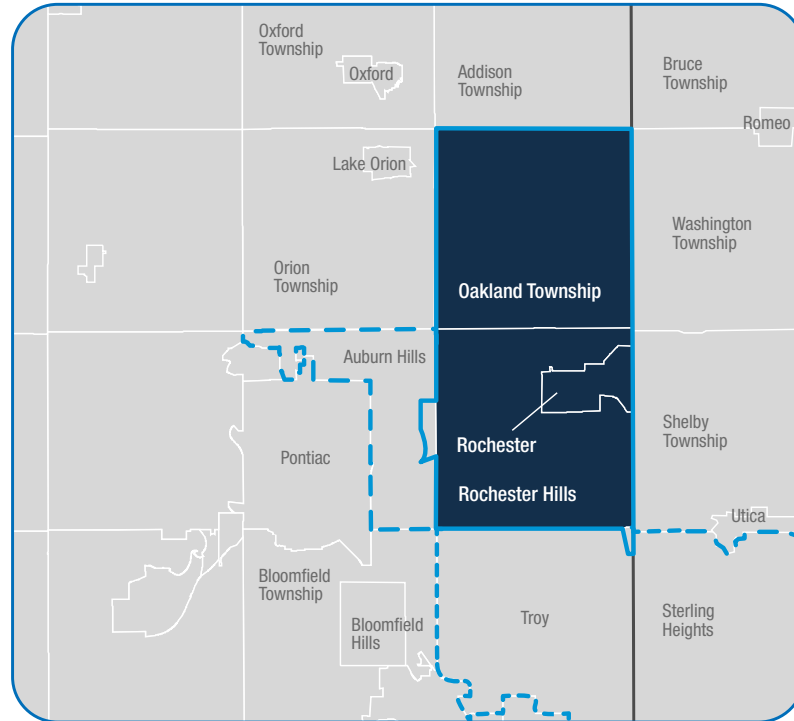 Oxford
Township
Oxford
Addison
Township
Bruce
Township
Romeo
Lake Orion
Washington
Township
Orion
Township
Oakland Township
Auburn Hills
Rochester
Shelby
Township
Pontiac
Rochester Hills
Utica
Bloomfield
Township
Bloomfield
Hills
Troy
Sterling
Heights